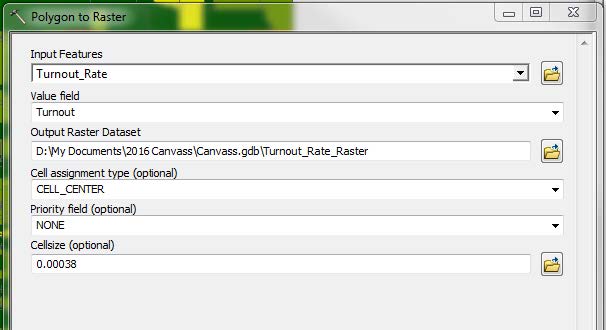 Polygon to Raster
Input Features
Turnout_Rate
Value field
Turnout
Output Raster Dataset
D:\My Documents\2016 Canvass\Canvass.gdb\Turnout_Rate_Raster
Cell assignment type (optional)
CELL_CENTER
Priority field (optional)
NONE
Cellsize (optional)
0.00038